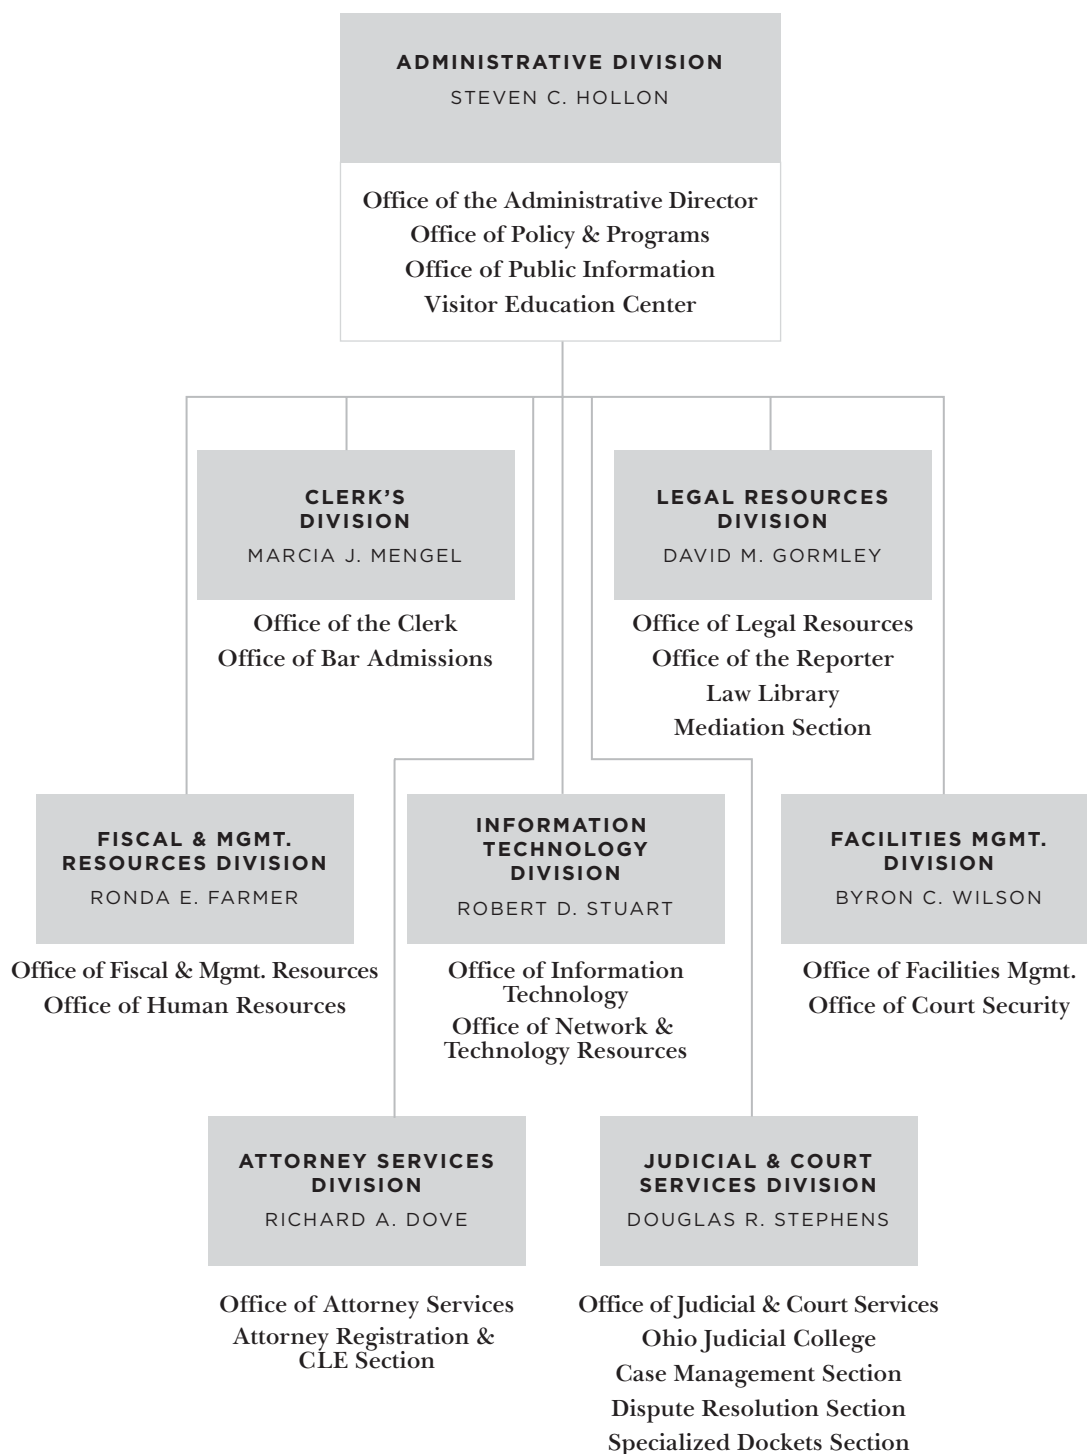 ADMINISTRATIVE DIVISION
STEVEN C. HOLLON
Office of the Administrative Director
Office of Policy & Programs
Office of Public Information
Visitor Education Center
CLERK’S
DIVISION
MARCIA J. MENGEL
Office of the Clerk
Office of Bar Admissions
LEGAL RESOURCES
DIVISION
DAVID M. GORMLEY
Office of Legal Resources
Office of the Reporter
Law Library
Mediation Section
FISCAL & MGMT.
RESOURCES DIVISION
RONDA E. FARMER
Office of Fiscal & Mgmt. Resources
Office of Human Resources
INFORMATION
TECHNOLOGY
DIVISION
ROBERT D. STUART
Office of Information
Technology
Office of Network &
Technology Resources
FACILITIES MGMT.
DIVISION
BYRON C. WILSON
Office of Facilities Mgmt.
Office of Court Security
ATTORNEY SERVICES
DIVISION
RICHARD A. DOVE
Office of Attorney Services
Attorney Registration &
CLE Section
JUDICIAL & COURT
SERVICES DIVISION
DOUGLAS R. STEPHENS
Office of Judicial & Court Services
Ohio Judicial College
Case Management Section
Dispute Resolution Section
Specialized Dockets Section